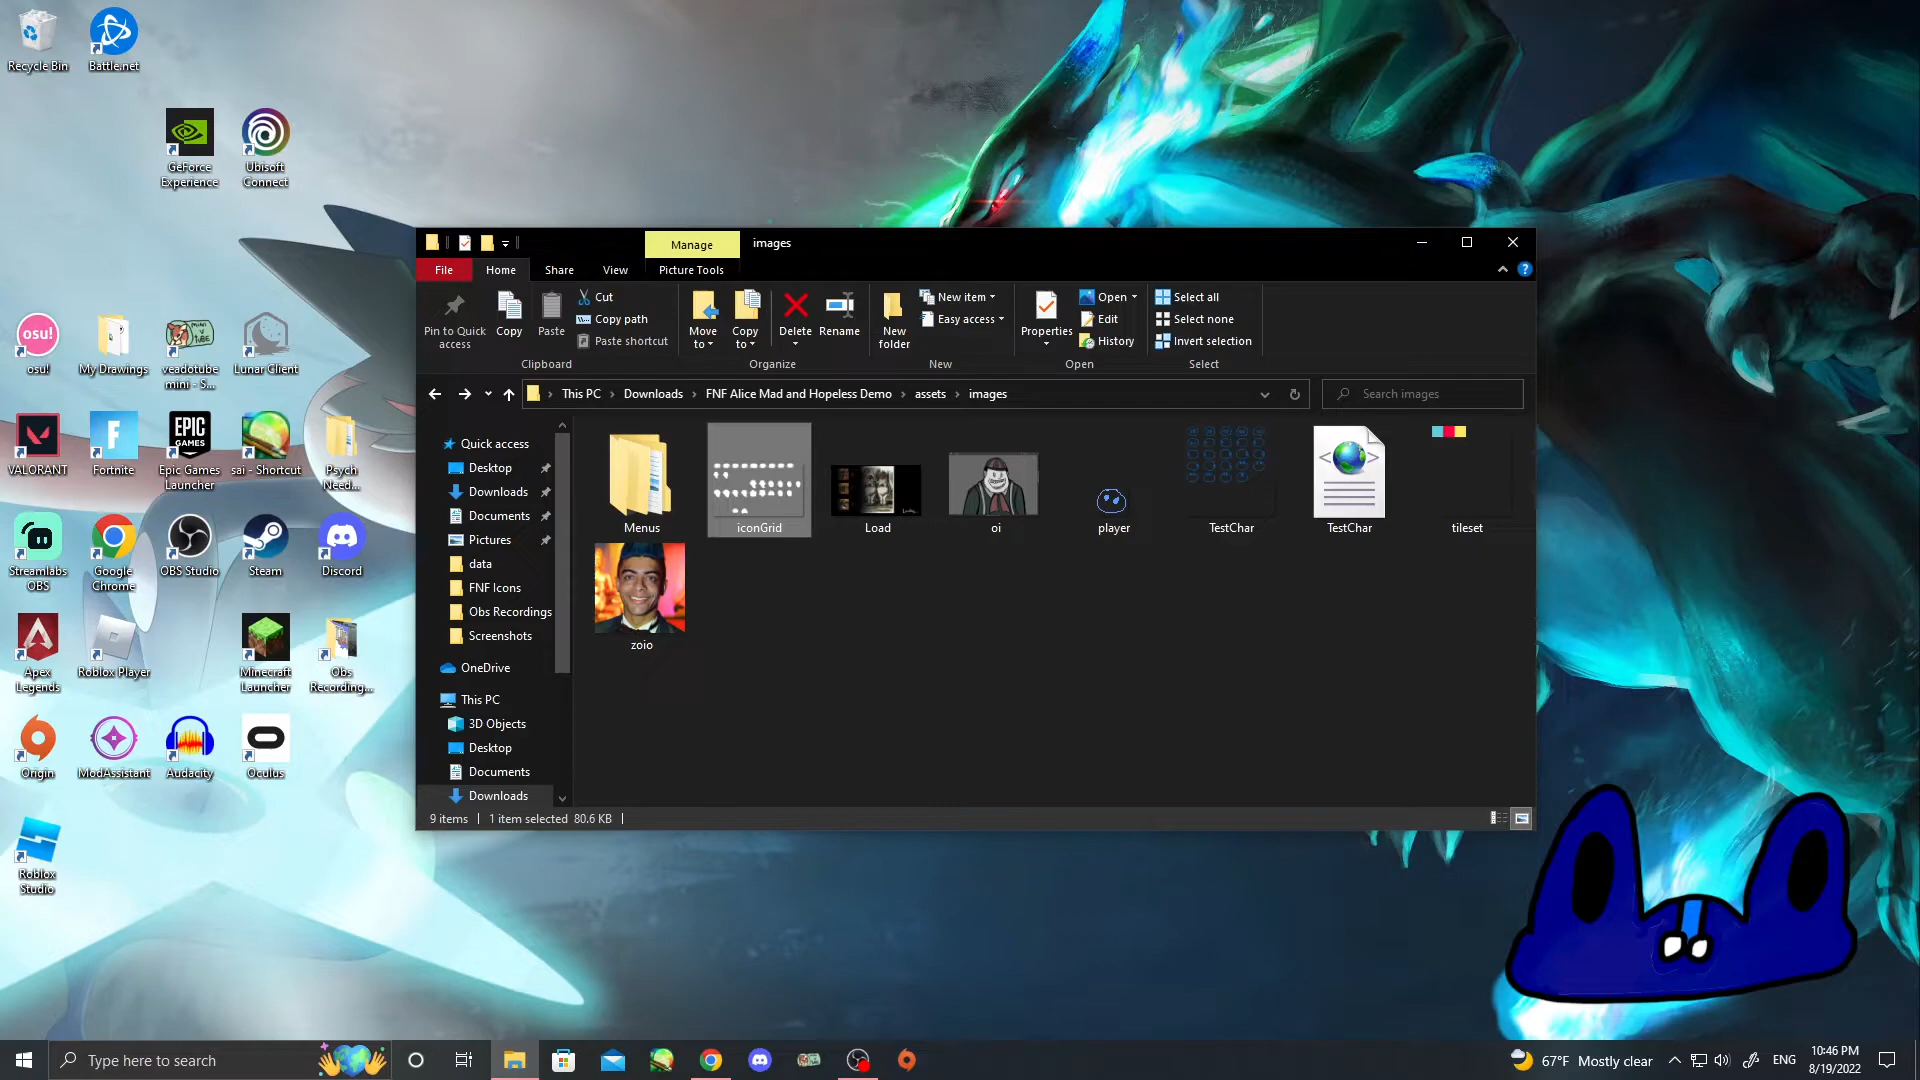 Recycle Bin
Battle.net
GeForce Experience
Ubisoft Connect
osu!
osu!
My Drawings
veadotube mini - S...
Lunar Client
VALORANT
Fortnite
EPIC GAMES
Epic Games Launcher
sai - Shortcut
Psych Need...
Streamlabs OBS
Google Chrome
OBS Studio
Steam
Discord
Apex Legends
Roblox Player
Minecraft Launcher
Obs Recording...
Origin
ModAssistant
Audacity
Oculus
Roblox Studio
Manage
images
File
Home
Share
View
Picture Tools
Pin to Quick access
Copy
Paste
Cut
Copy path
Paste shortcut
Clipboard
Move to
Copy to
Delete
Rename
Organize
New folder
New item
Easy access
New
Properties
Open
Edit
History
Open
Select all
Select none
Invert selection
Select
This PC > Downloads > FNF Alice Mad and Hopeless Demo > assets > images
Search images
Quick access
Desktop
Downloads
Documents
Pictures
data
FNF Icons
Obs Recordings
Screenshots
OneDrive
This PC
3D Objects
Desktop
Documents
Downloads
Menus
iconGrid
Load
oi
player
TestChar
TestChar
tileset
zoio
9 items
1 item selected 80.6 KB
Type here to search
67°F Mostly clear
ENG
10:46 PM
8/19/2022